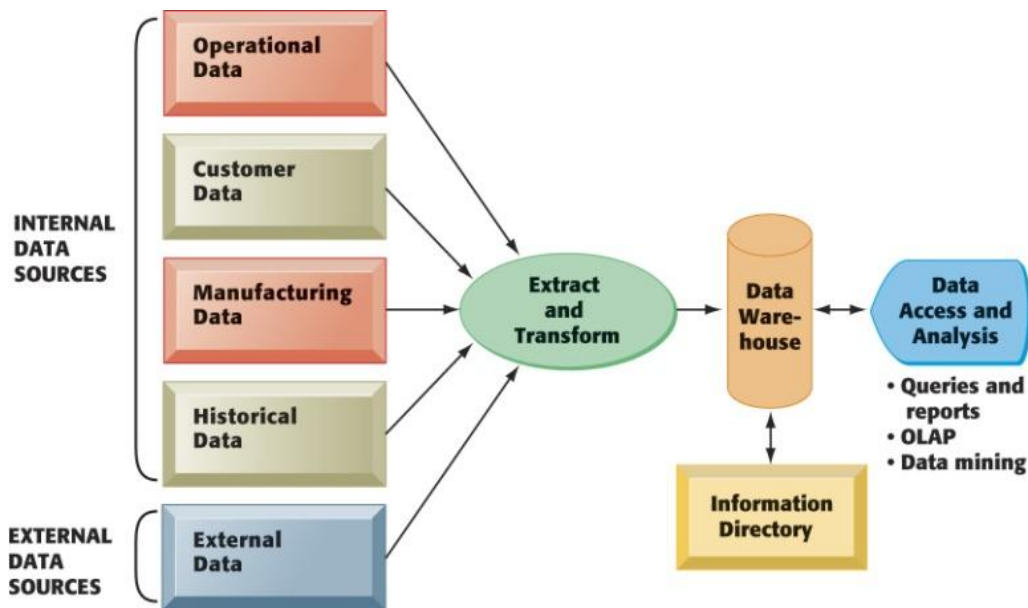 INTERNAL
DATA
SOURCES
Operational
Data
Customer
Data
Manufacturing
Data
Historical
Data
EXTERNAL
DATA
SOURCES
External
Data
Extract
and
Transform
Data
Ware-
house
Information
Directory
Data
Access and
Analysis
• Queries and
reports
• OLAP
• Data mining